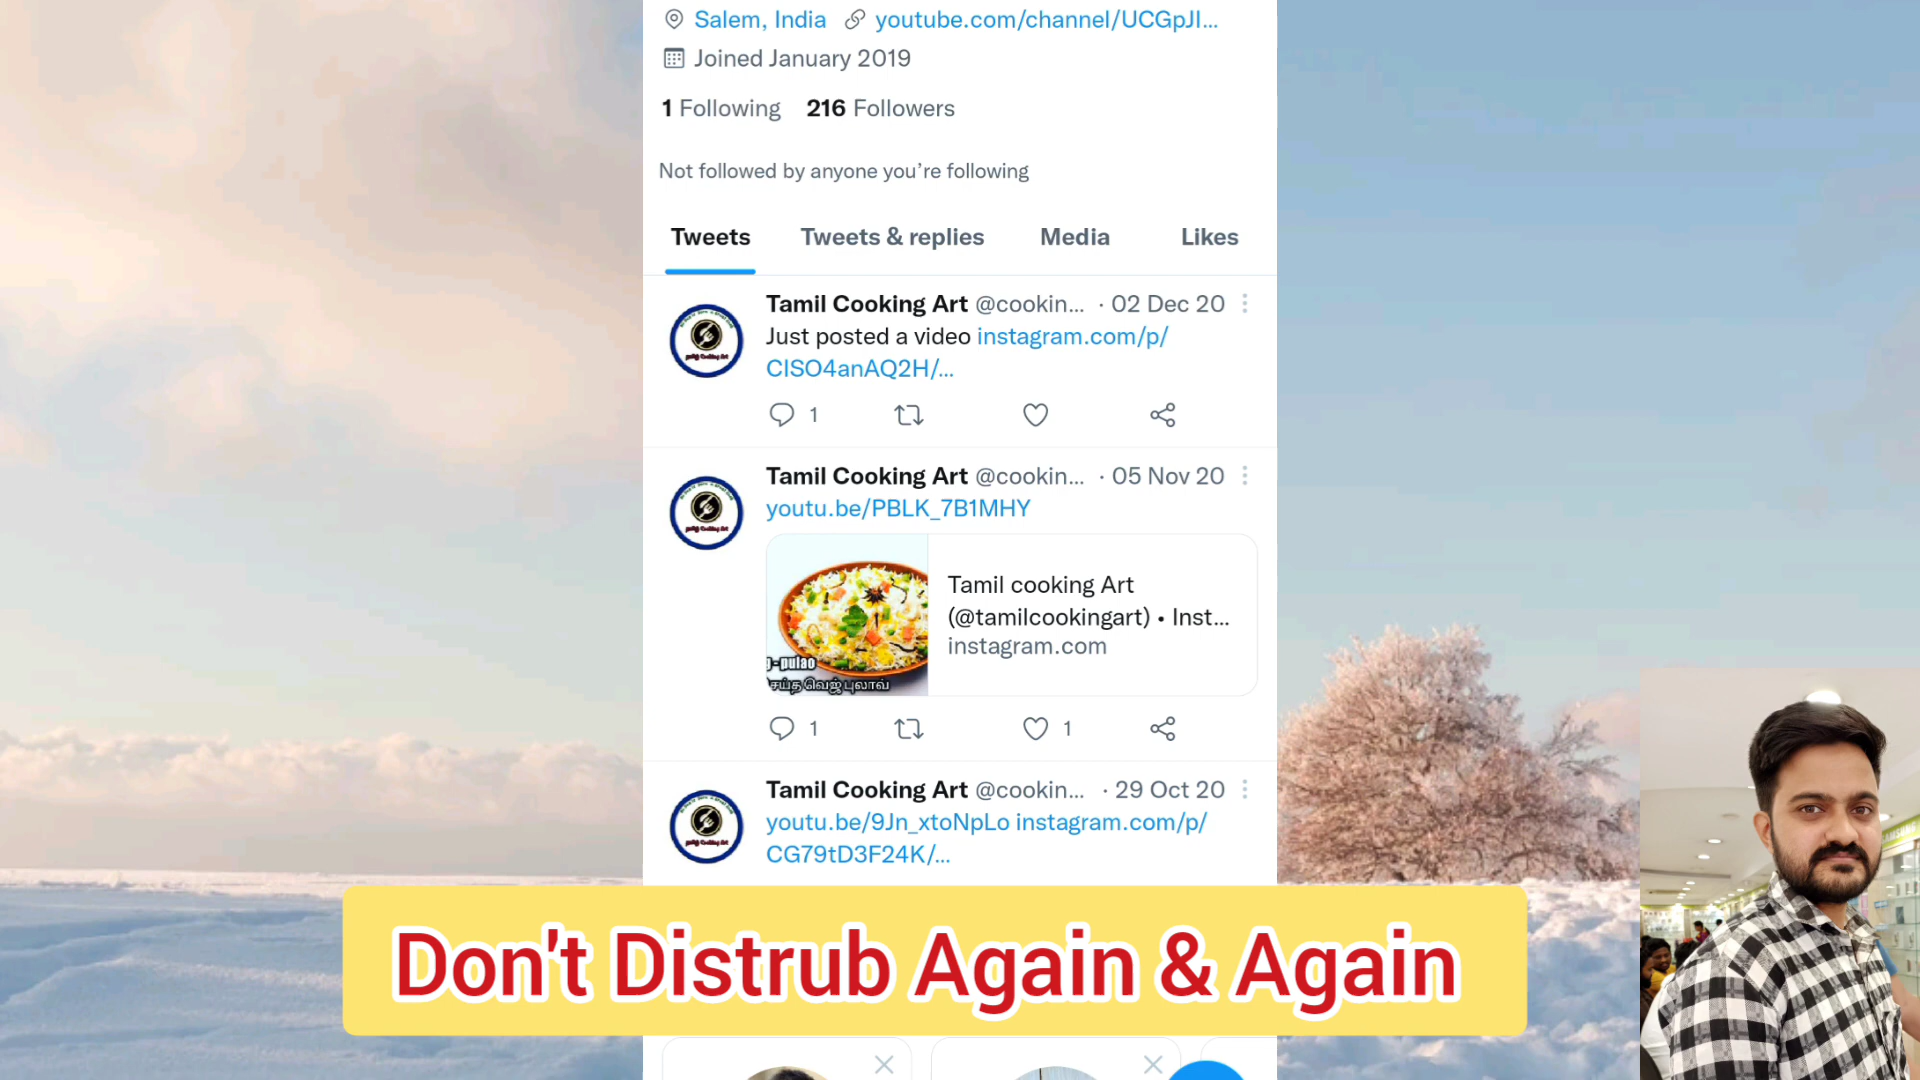 Salem, India youtube.com/channel/UCGpJI...
Joined January 2019
1 Following 216 Followers
Not followed by anyone you’re following
Tweets Tweets & replies Media Likes
Tamil Cooking Art @cookin... · 02 Dec 20
Just posted a video instagram.com/p/
CISO4anAQ2H/...
1
Tamil Cooking Art @cookin... · 05 Nov 20
youtu.be/PBLK_7B1MHY
Tamil cooking Art
(@tamilcookingart) • Inst...
instagram.com
g-pulao
செய்த வெஜ் புலாவ்
1 1
Tamil Cooking Art @cookin... · 29 Oct 20
youtu.be/9Jn_xtoNpLo instagram.com/p/
CG79tD3F24K/...
Don't Distrub Again & Again
SAMSUNG